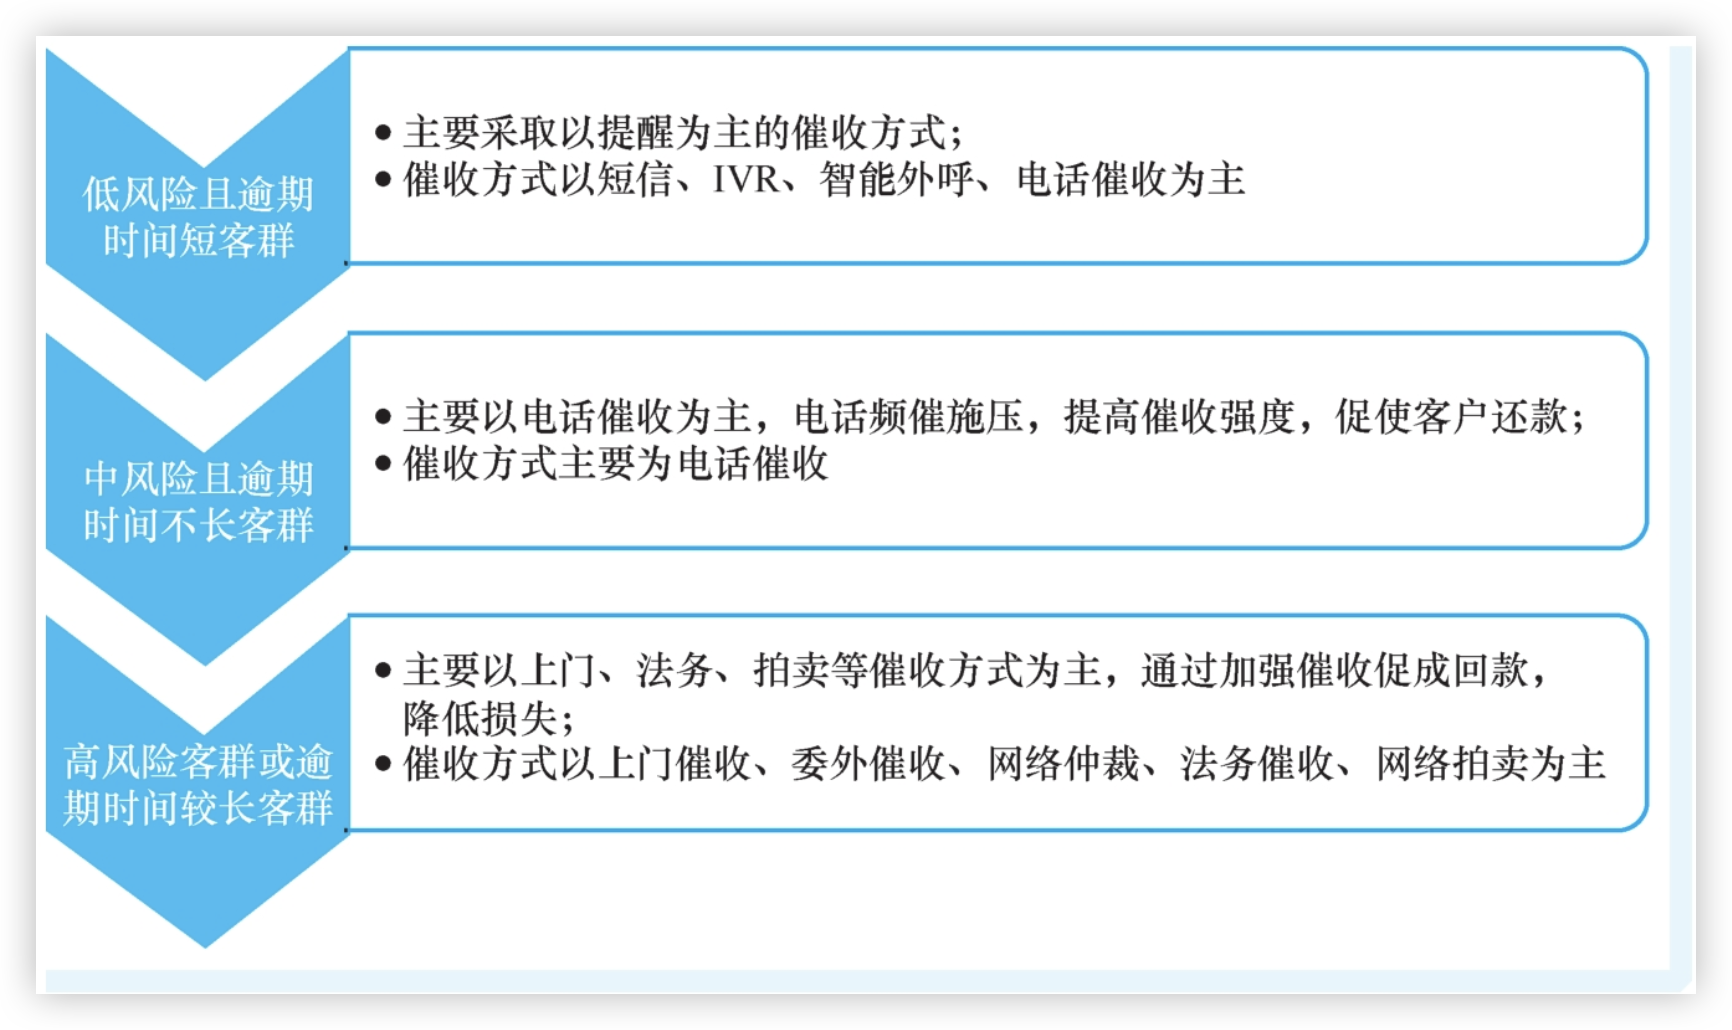 低风险且逾期
时间短客群
• 主要采取以提醒为主的催收方式；
• 催收方式以短信、IVR、智能外呼、电话催收为主
中风险且逾期
时间不长客群
• 主要以电话催收为主，电话频催施压，提高催收强度，促使客户还款；
• 催收方式主要为电话催收
高风险客群或逾
期时间较长客群
• 主要以上门、法务、拍卖等催收方式为主，通过加强催收促成回款，
降低损失；
• 催收方式以上门催收、委外催收、网络仲裁、法务催收、网络拍卖为主